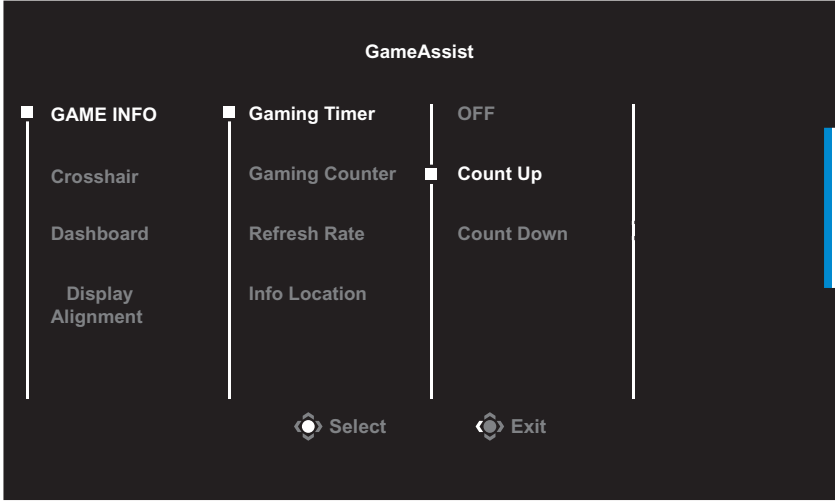 GameAssist
GAME INFO
Crosshair
Dashboard
Display
Alignment
Gaming Timer
Gaming Counter
Refresh Rate
Info Location
OFF
Count Up
Count Down
Select
Exit